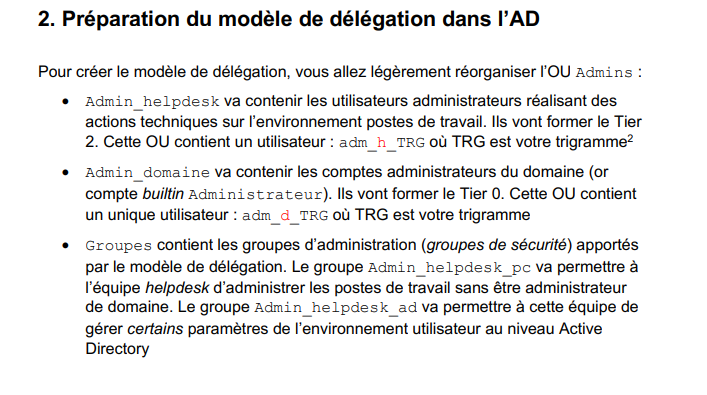 2. Préparation du modèle de délégation dans l’AD
Pour créer le modèle de délégation, vous allez légèrement réorganiser l’OU Admins :
• Admin_helpdesk va contenir les utilisateurs administrateurs réalisant des
actions techniques sur l’environnement postes de travail. Ils vont former le Tier
2. Cette OU contient un utilisateur : adm_h_TRG où TRG est votre trigramme²
• Admin_domaine va contenir les comptes administrateurs du domaine (or
compte builtin Administrateur). Ils vont former le Tier 0. Cette OU contient
un unique utilisateur : adm_d_TRG où TRG est votre trigramme
• Groupes contient les groupes d’administration (groupes de sécurité) apportés
par le modèle de délégation. Le groupe Admin_helpdesk_pc va permettre à
l’équipe helpdesk d’administrer les postes de travail sans être administrateur
de domaine. Le groupe Admin_helpdesk_ad va permettre à cette équipe de
gérer certains paramètres de l’environnement utilisateur au niveau Active
Directory